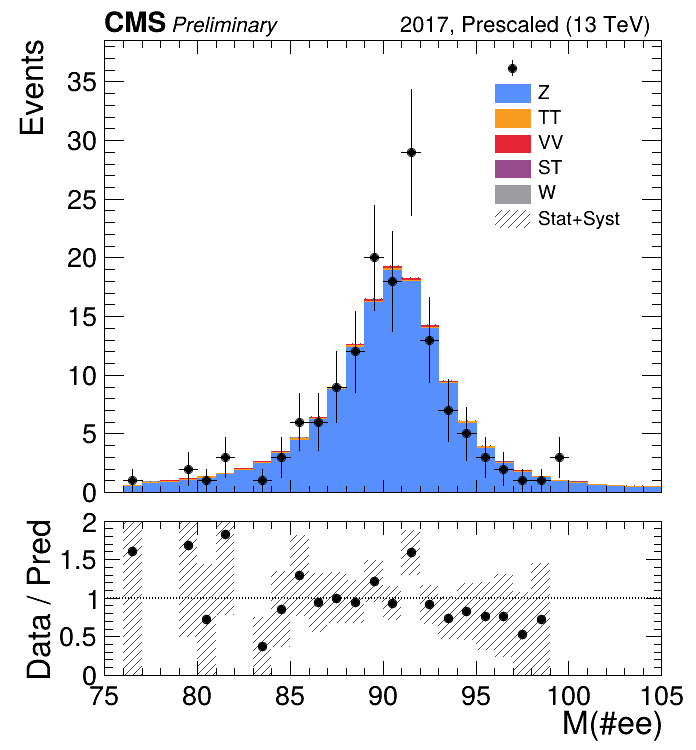 CMS Preliminary 2017, Prescaled (13 TeV)
Events
35
30
25
20
15
10
5
0
Z
TT
VV
ST
W
Stat+Syst
Data / Pred
2
1.5
1
0.5
0
75 80 85 90 95 100 105
M(#ee)